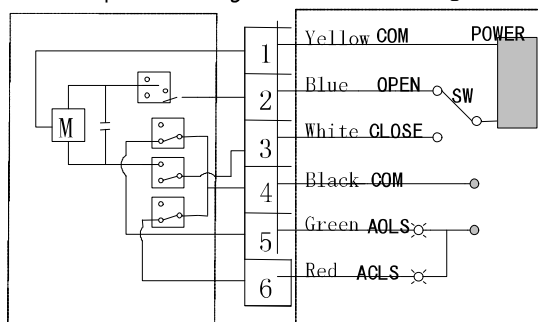 1 Yellow COM POWER
2 Blue OPEN SW
M
3 White CLOSE
4 Black COM
5 Green AOLS
6 Red ACLS